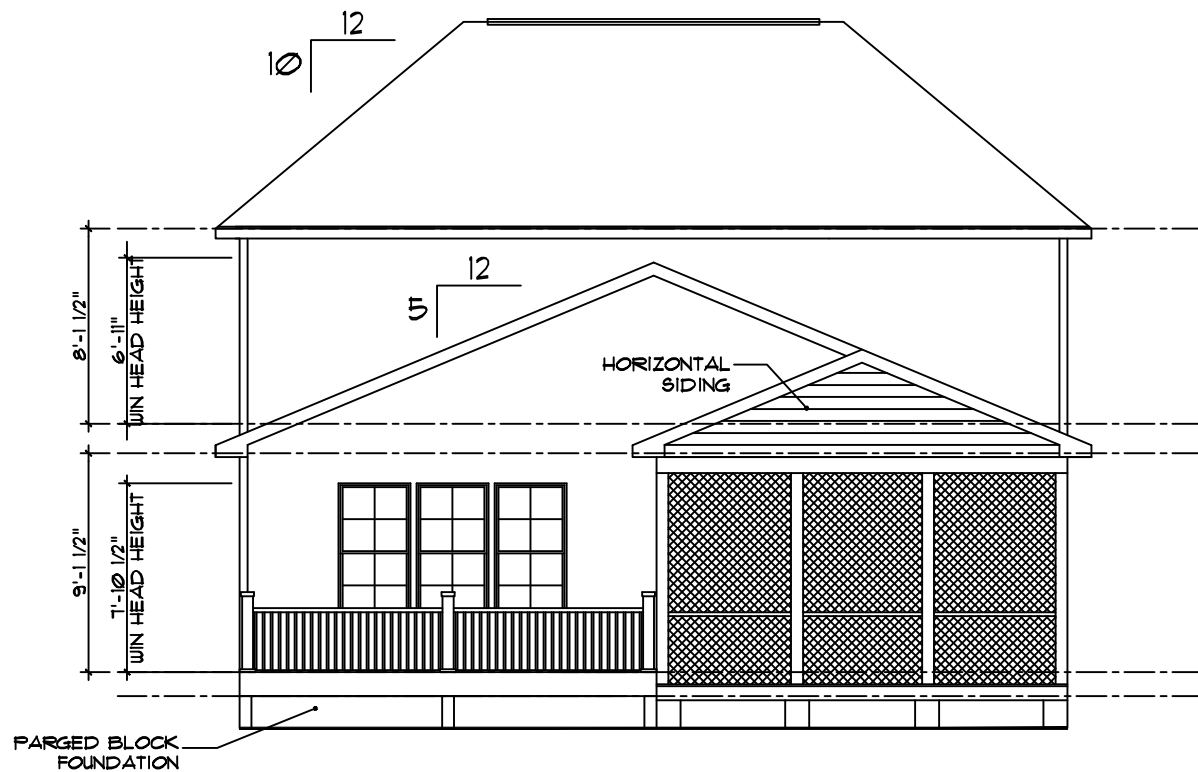 12
10
12
5
8'-1 1/2"
6'-11"
WIN HEAD HEIGHT
HORIZONTAL
SIDING
9'-1 1/2"
7'-10 1/2"
WIN HEAD HEIGHT
PARGED BLOCK
FOUNDATION